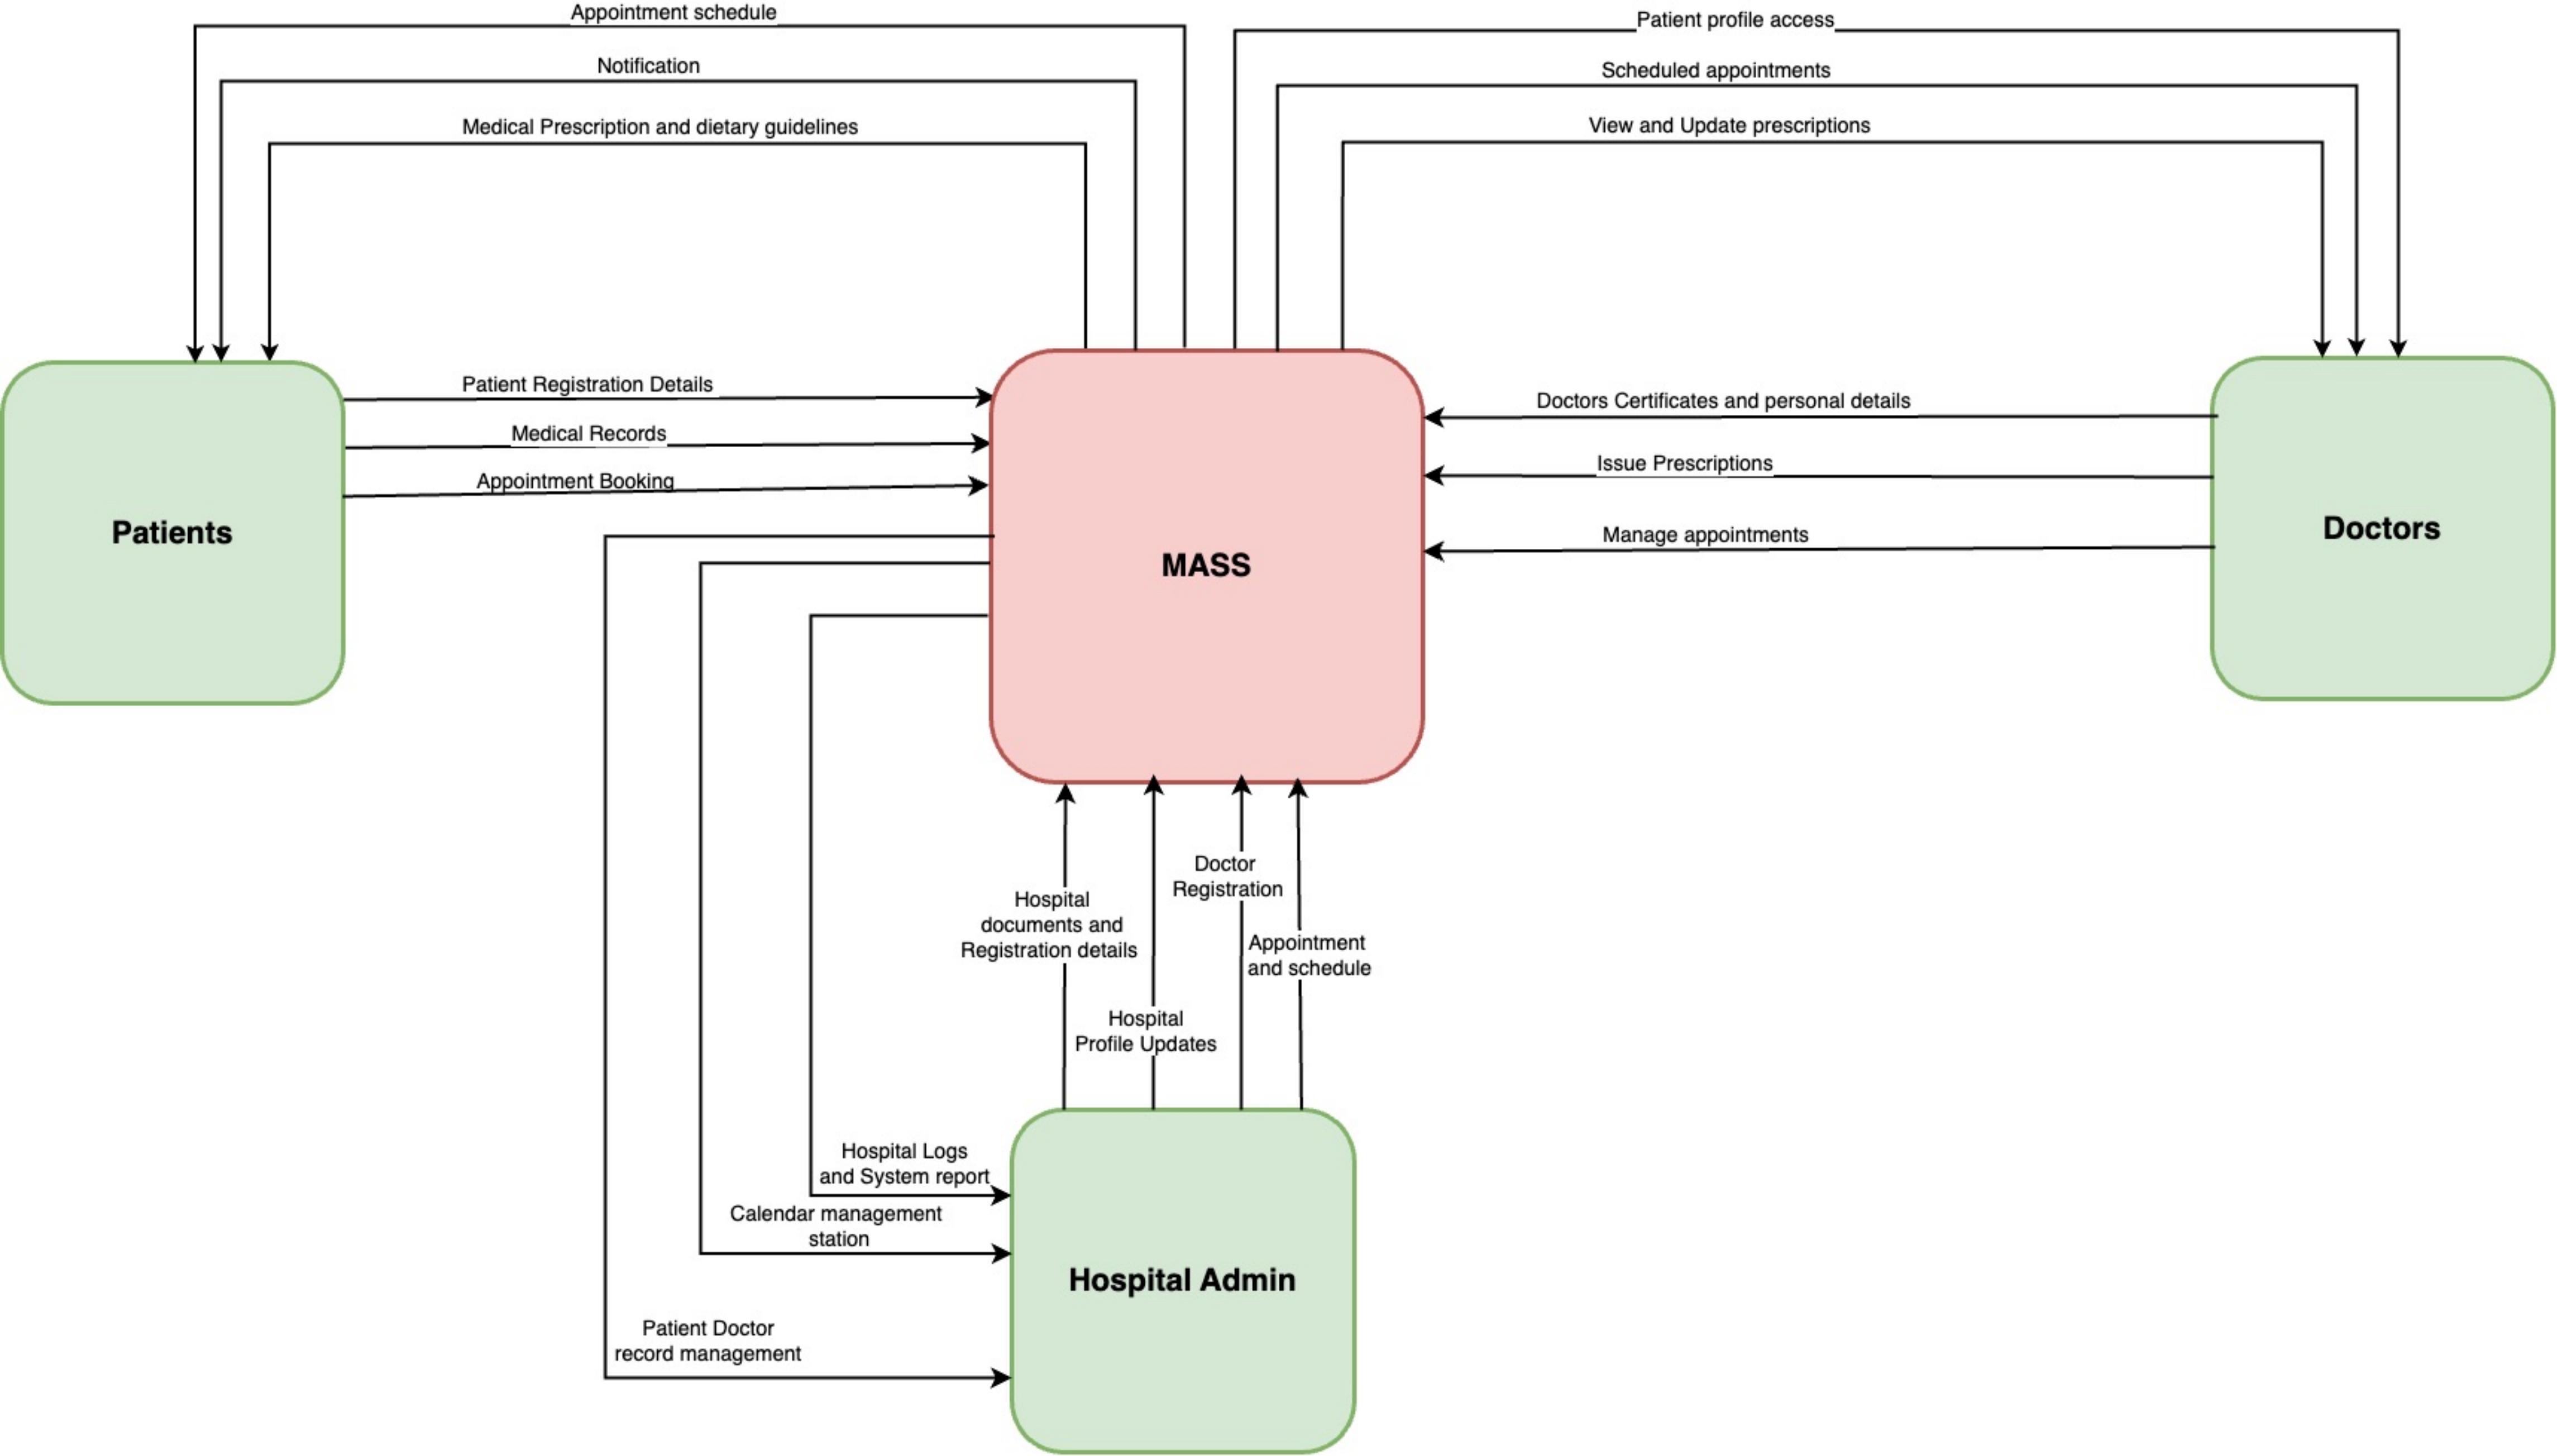 Appointment schedule
Patient profile access
Notification
Scheduled appointments
Medical Prescription and dietary guidelines
View and Update prescriptions
Patient Registration Details
Doctors Certificates and personal details
Medical Records
Issue Prescriptions
Appointment Booking
Patients
MASS
Manage appointments
Doctors
Doctor
Registration
Hospital
documents and
Registration details
Appointment
and schedule
Hospital
Profile Updates
Hospital Logs
and System report
Calendar management
station
Hospital Admin
Patient Doctor
record management